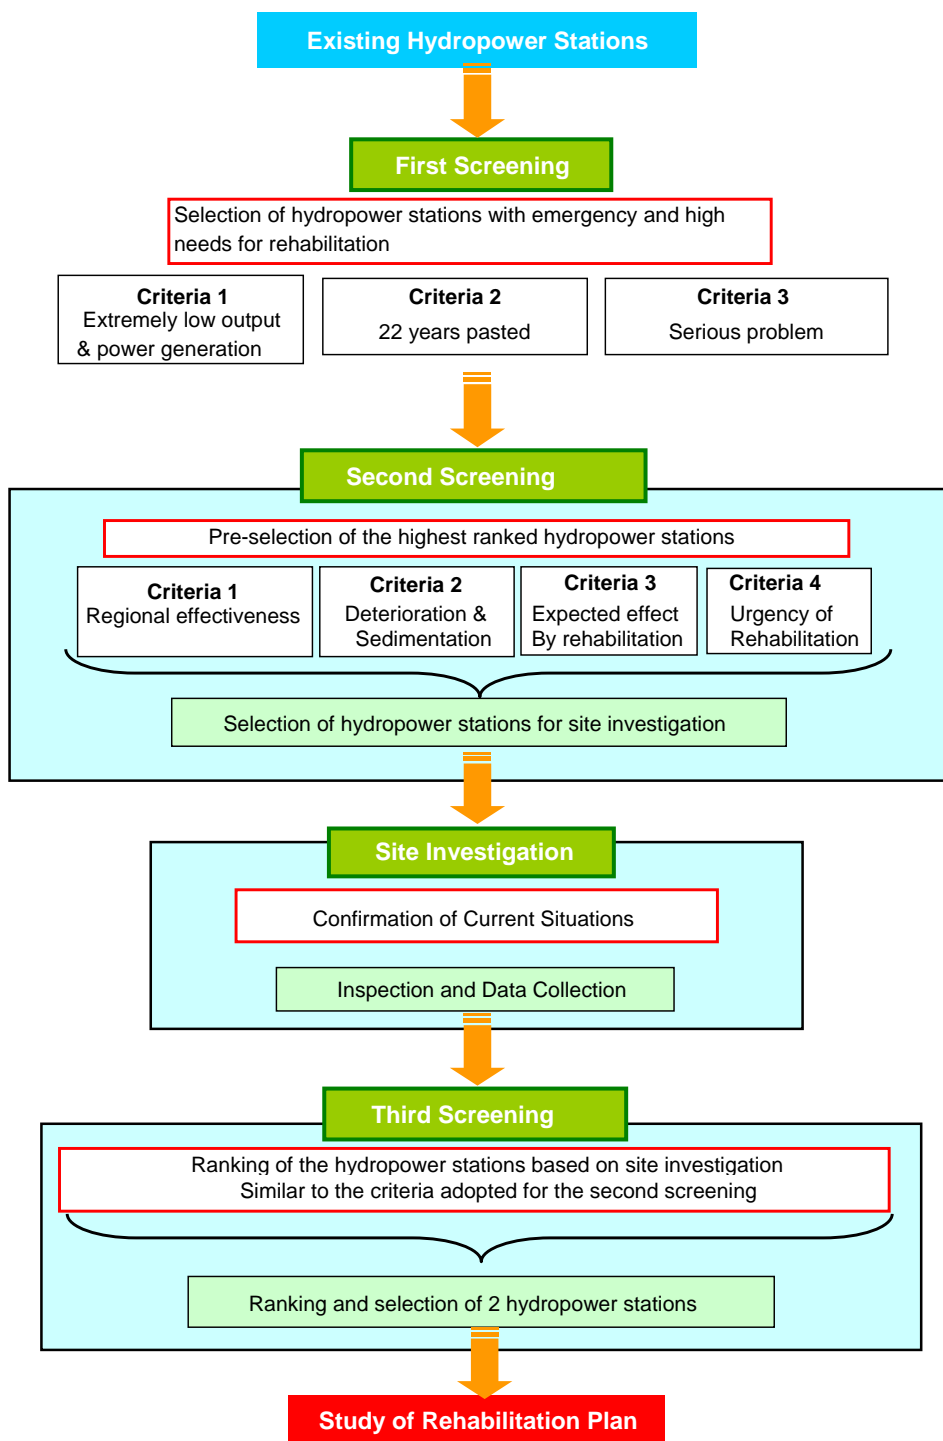 Existing Hydropower Stations
First Screening
Selection of hydropower stations with emergency and high
needs for rehabilitation
Criteria 1
Extremely low output
& power generation
Criteria 2
22 years pasted
Criteria 3
Serious problem
Second Screening
Pre-selection of the highest ranked hydropower stations
Criteria 1
Regional effectiveness
Criteria 2
Deterioration &
Sedimentation
Criteria 3
Expected effect
By rehabilitation
Criteria 4
Urgency of
Rehabilitation
Selection of hydropower stations for site investigation
Site Investigation
Confirmation of Current Situations
Inspection and Data Collection
Third Screening
Ranking of the hydropower stations based on site investigation
Similar to the criteria adopted for the second screening
Ranking and selection of 2 hydropower stations
Study of Rehabilitation Plan